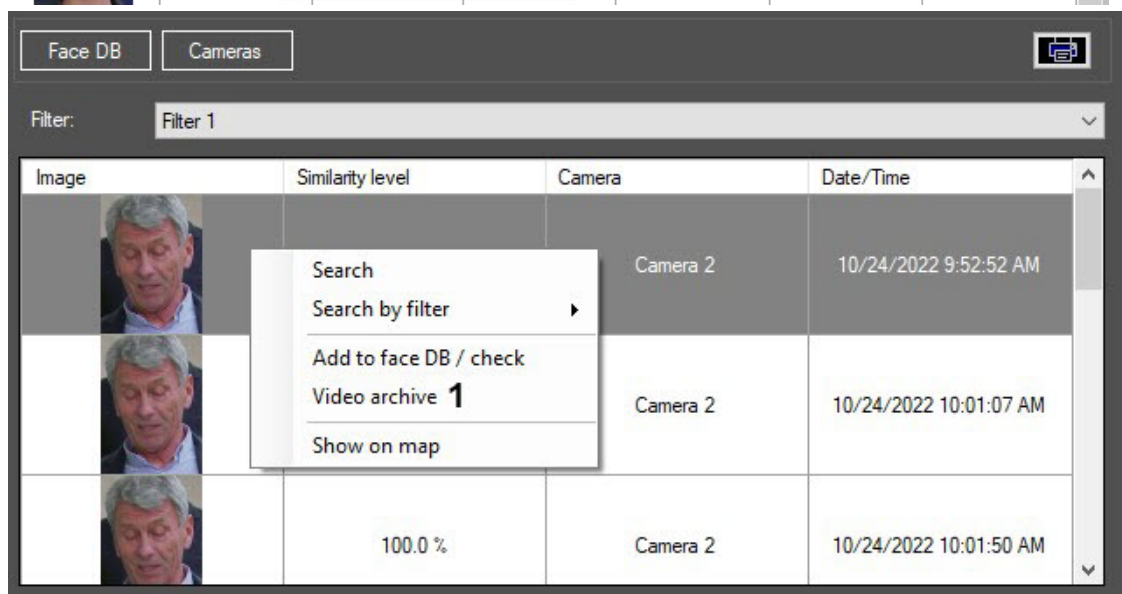 Face DB Cameras
Filter: Filter 1
Image Similarity level Camera Date/Time
Camera 2 10/24/2022 9:52:52 AM
Search
Search by filter
Add to face DB / check
Video archive 1
Show on map
Camera 2 10/24/2022 10:01:07 AM
100.0 % Camera 2 10/24/2022 10:01:50 AM